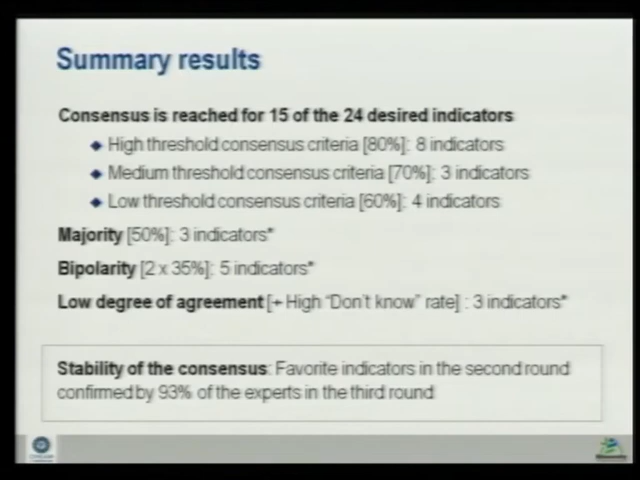 Summary results
Consensus is reached for 15 of the 24 desired indicators
◆ High threshold consensus criteria [80%]: 8 indicators
◆ Medium threshold consensus criteria [70%]: 3 indicators
◆ Low threshold consensus criteria [60%]: 4 indicators
Majority [50%]: 3 indicators*
Bipolarity [2 x 35%]: 5 indicators*
Low degree of agreement [+ High "Don't know" rate] : 3 indicators*
Stability of the consensus: Favorite indicators in the second round
confirmed by 93% of the experts in the third round